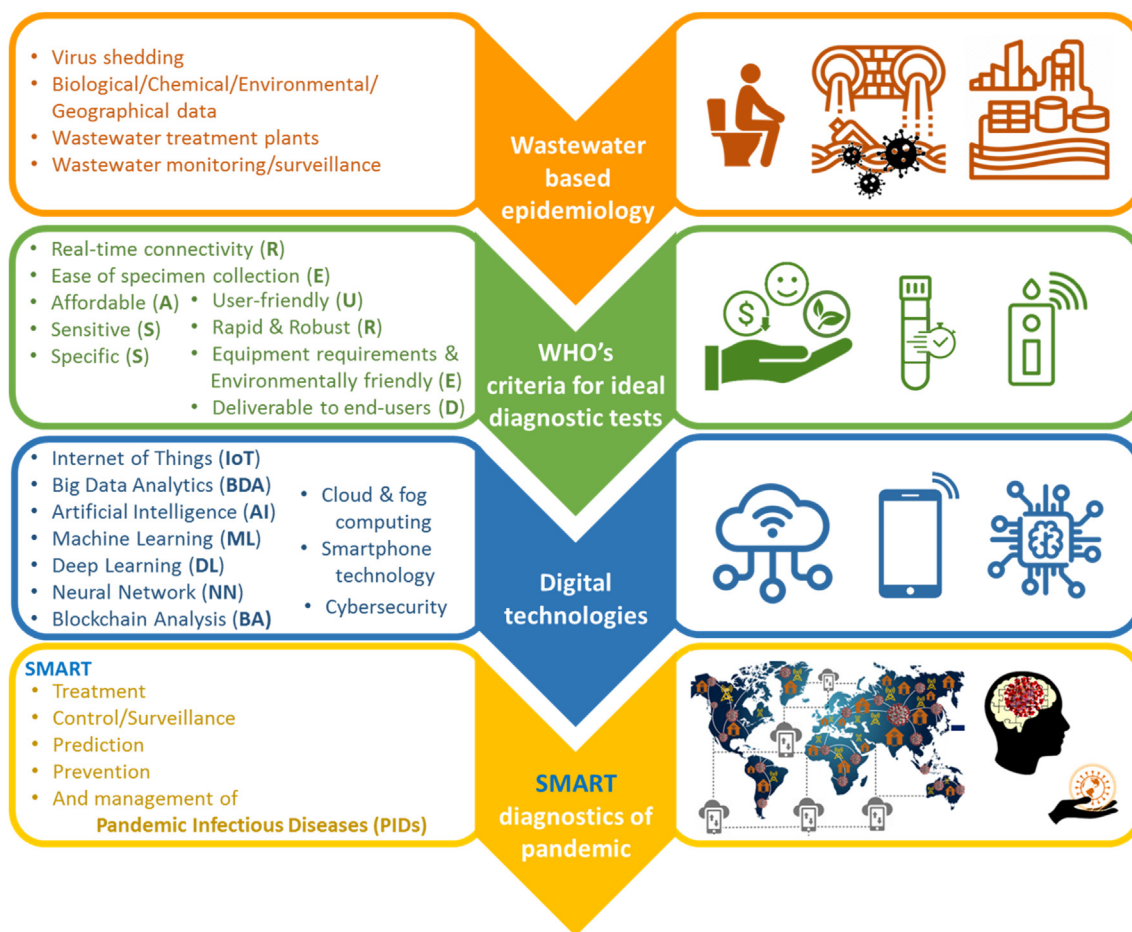 • Virus shedding
• Biological/Chemical/Environmental/
Geographical data
• Wastewater treatment plants
• Wastewater monitoring/surveillance
Wastewater
based
epidemiology
• Real-time connectivity (R)
• Ease of specimen collection (E)
• Affordable (A)
• Sensitive (S)
• Specific (S)
• User-friendly (U)
• Rapid & Robust (R)
• Equipment requirements &
Environmentally friendly (E)
• Deliverable to end-users (D)
WHO's
criteria for ideal
diagnostic tests
$
• Internet of Things (IoT)
• Big Data Analytics (BDA)
• Artificial Intelligence (AI)
• Machine Learning (ML)
• Deep Learning (DL)
• Neural Network (NN)
• Blockchain Analysis (BA)
• Cloud & fog
computing
• Smartphone
technology
• Cybersecurity
Digital
technologies
SMART
• Treatment
• Control/Surveillance
• Prediction
• Prevention
• And management of
Pandemic Infectious Diseases (PIDs)
SMART
diagnostics of
pandemic